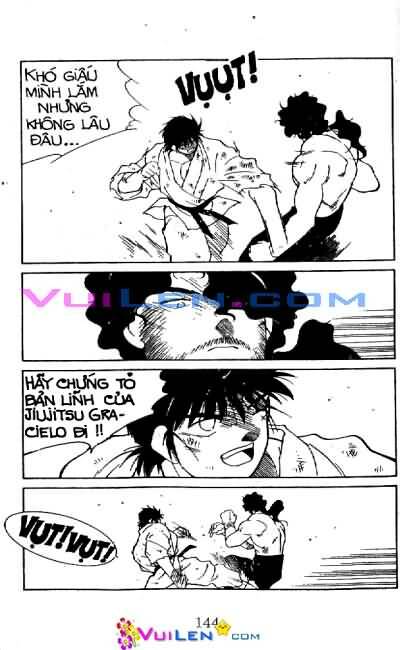 KHÓ GIẤU
MÌNH LẮM
NHƯNG
KHÔNG LÂU
ĐÂU...
VỤỤT!
VUILEN.COM
HÃY CHỨNG TỎ
BẢN LĨNH CỦA
JIUJITSU GRA-
CIELO ĐI !!
VỤT! VỤT!
144
VUILEN.COM